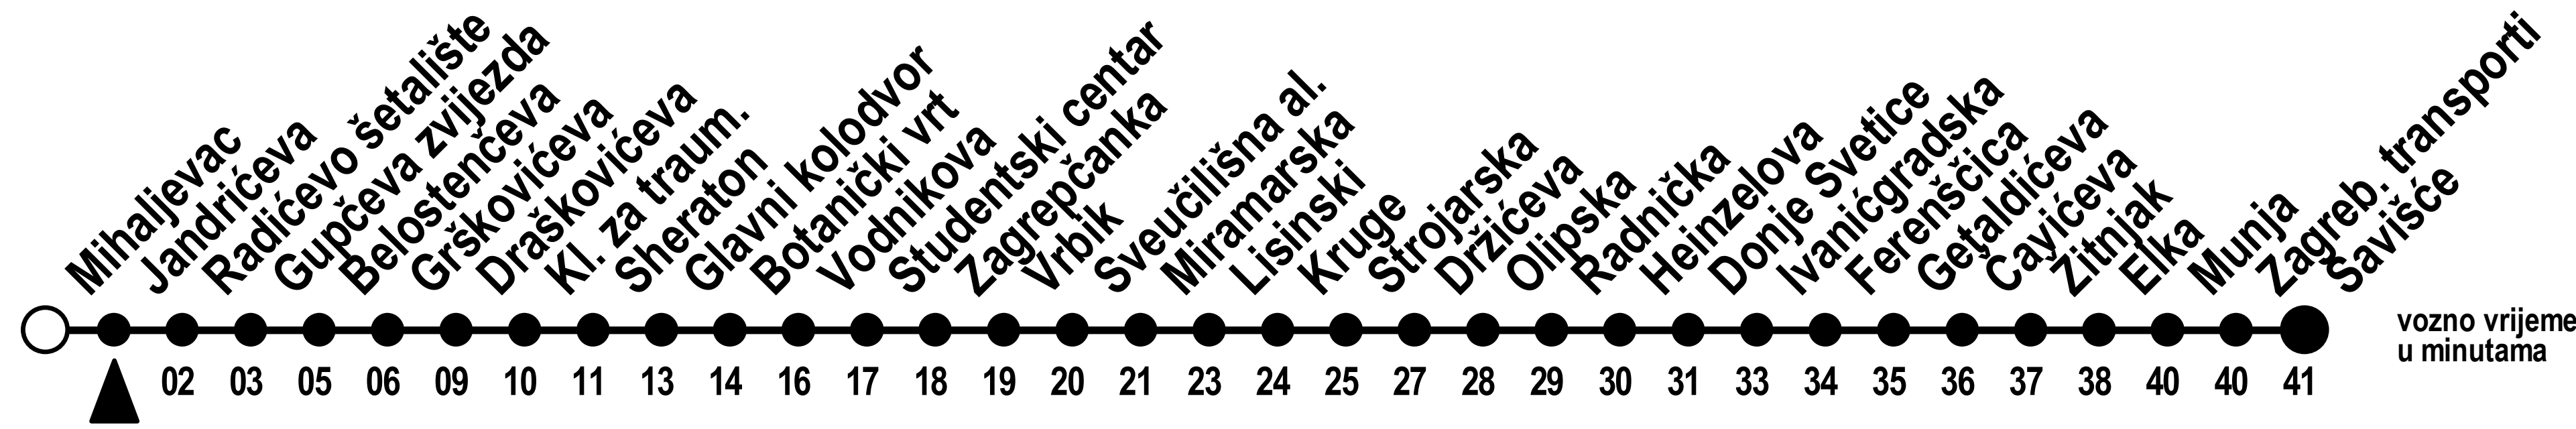 Mihaljevac
Jandrićeva
Radićevo šetalište
Gupčeva zvijezda
Belostenčeva
Grškovićeva
Draškovićeva
Kl. za traum.
Sheraton
Glavni kolodvor
Botanički vrt
Vodnikova
Studentski centar
Zagrepčanka
Vrbik
Sveučilišna al.
Miramarska
Lisinski
Kruge
Strojarska
Držićeva
Olipska
Radnička
Heinzelova
Donje Svetice
Ivanićgradska
Ferenščica
Getaldićeva
Cavićeva
Zitnjak
Elka
Munja
Zagreb. transporti
Savišće
02 03 05 06 09 10 11 13 14 16 17 18 19 20 21 23 24 25 27 28 29 30 31 33 34 35 36 37 38 40 40 41
vozno vrijeme
u minutama